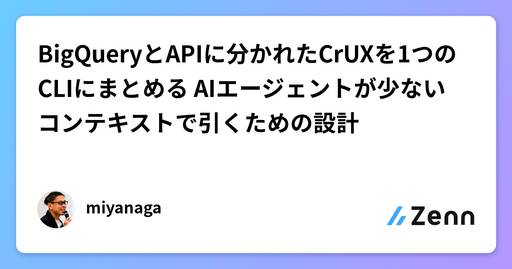 BigQueryとAPIに分かれたCrUXを1つの
CLIにまとめる AIエージェントが少ない
コンテキストで引くための設計
miyanaga
Zenn